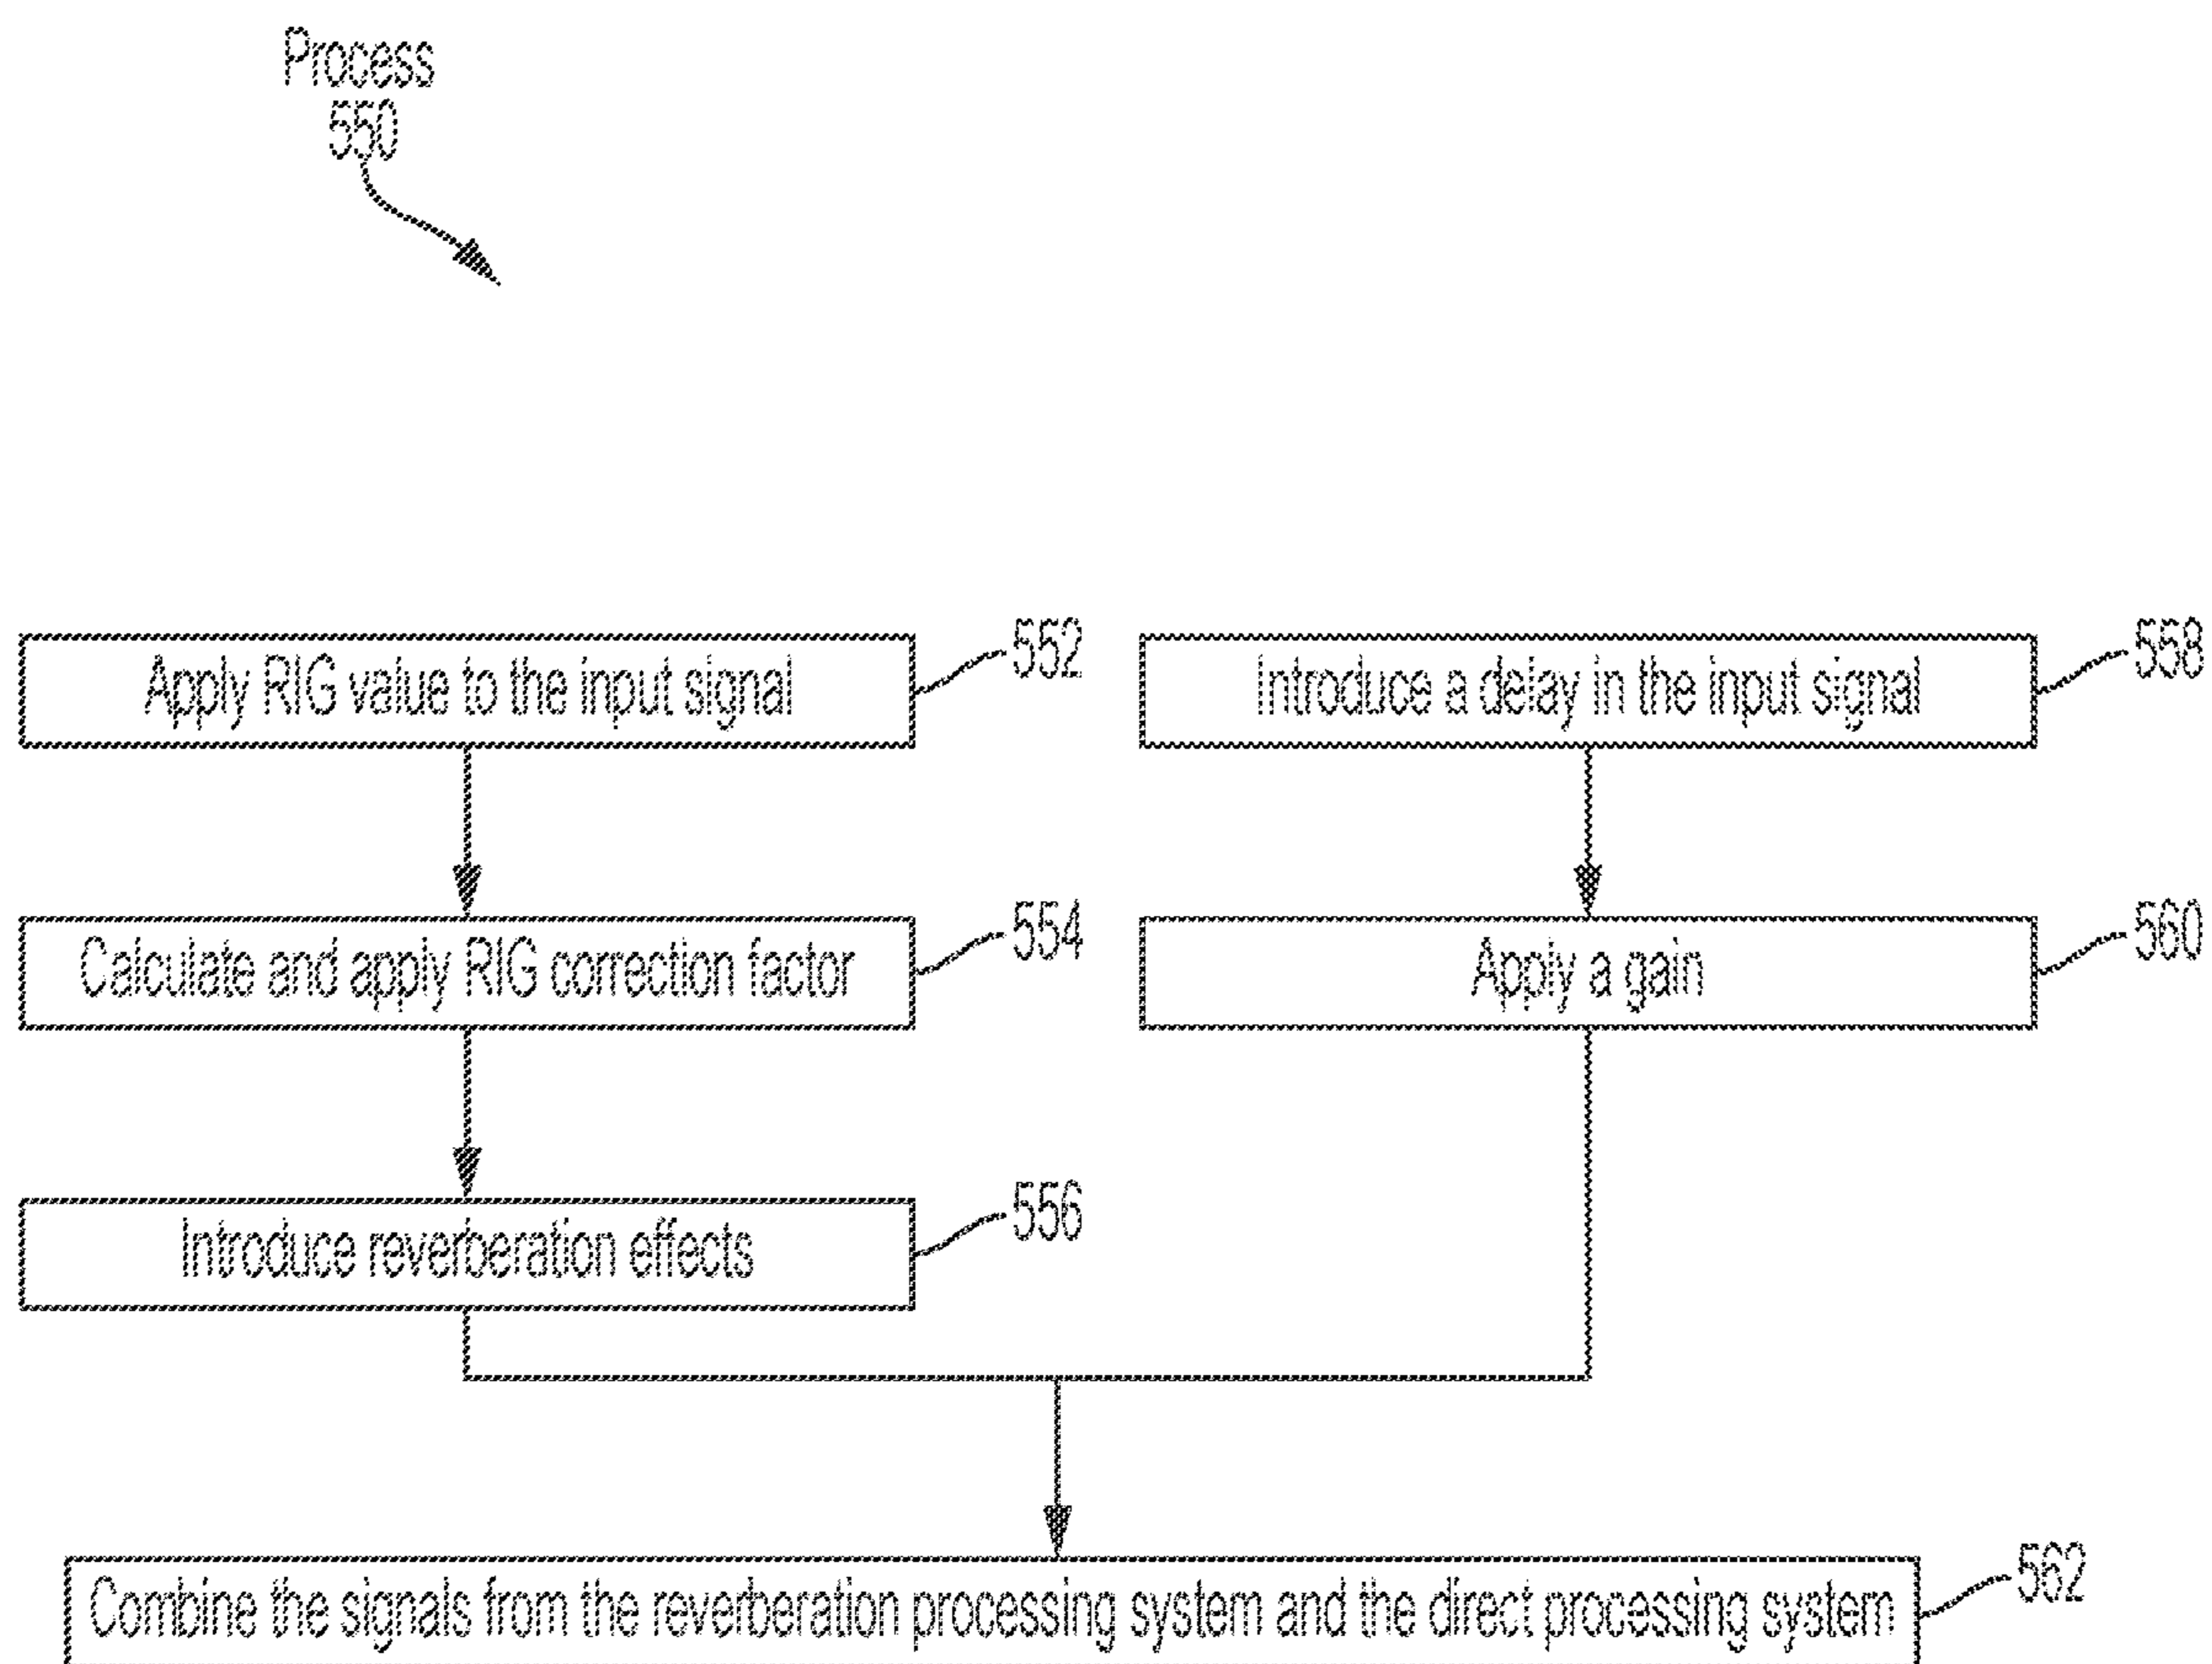 Process
550
Apply RIG value to the input signal
552
Introduce a delay in the input signal
558
Calculate and apply RIG correction factor
554
Apply a gain
560
Introduce reverberation effects
556
Combine the signals from the reverberation processing system and the direct processing system
562